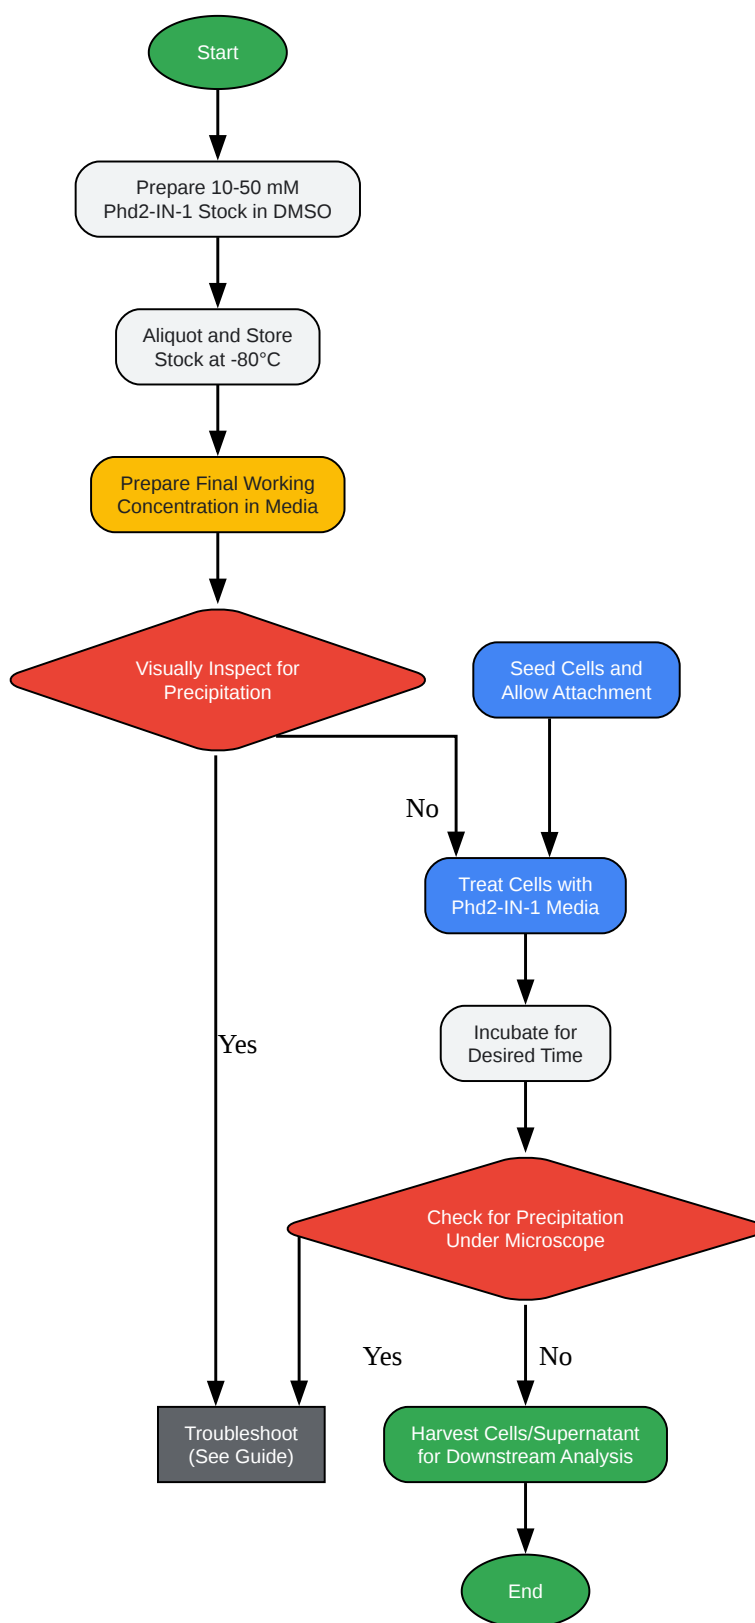 Start
Prepare 10-50 mM
Phd2-IN-1 Stock in DMSO
Aliquot and Store
Stock at -80°C
Prepare Final Working
Concentration in Media
Visually Inspect for
Precipitation
Seed Cells and
Allow Attachment
No
Treat Cells with
Phd2-IN-1 Media
Yes
Incubate for
Desired Time
Check for Precipitation
Under Microscope
Yes
No
Troubleshoot
(See Guide)
Harvest Cells/Supernatant
for Downstream Analysis
End